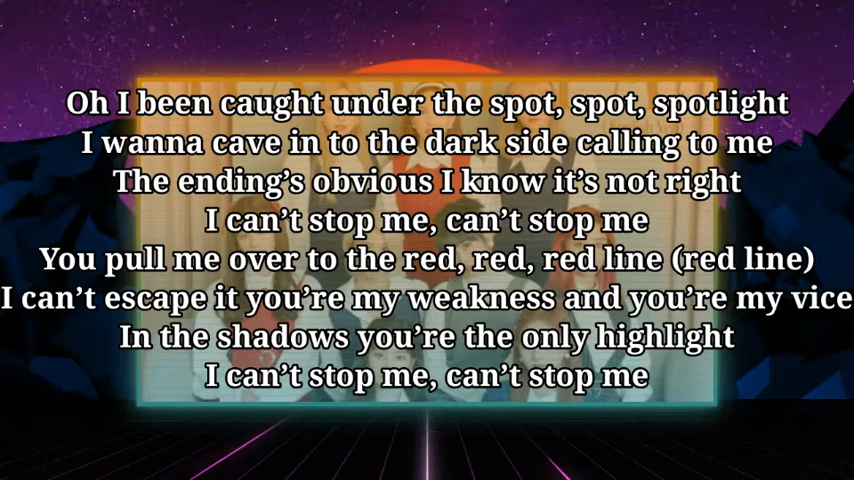 Oh I been caught under the spot, spot, spotlight
I wanna cave in to the dark side calling to me
The ending’s obvious I know it’s not right
I can’t stop me, can’t stop me
You pull me over to the red, red, red line (red line)
I can’t escape it you’re my weakness and you’re my vice
In the shadows you’re the only highlight
I can’t stop me, can’t stop me